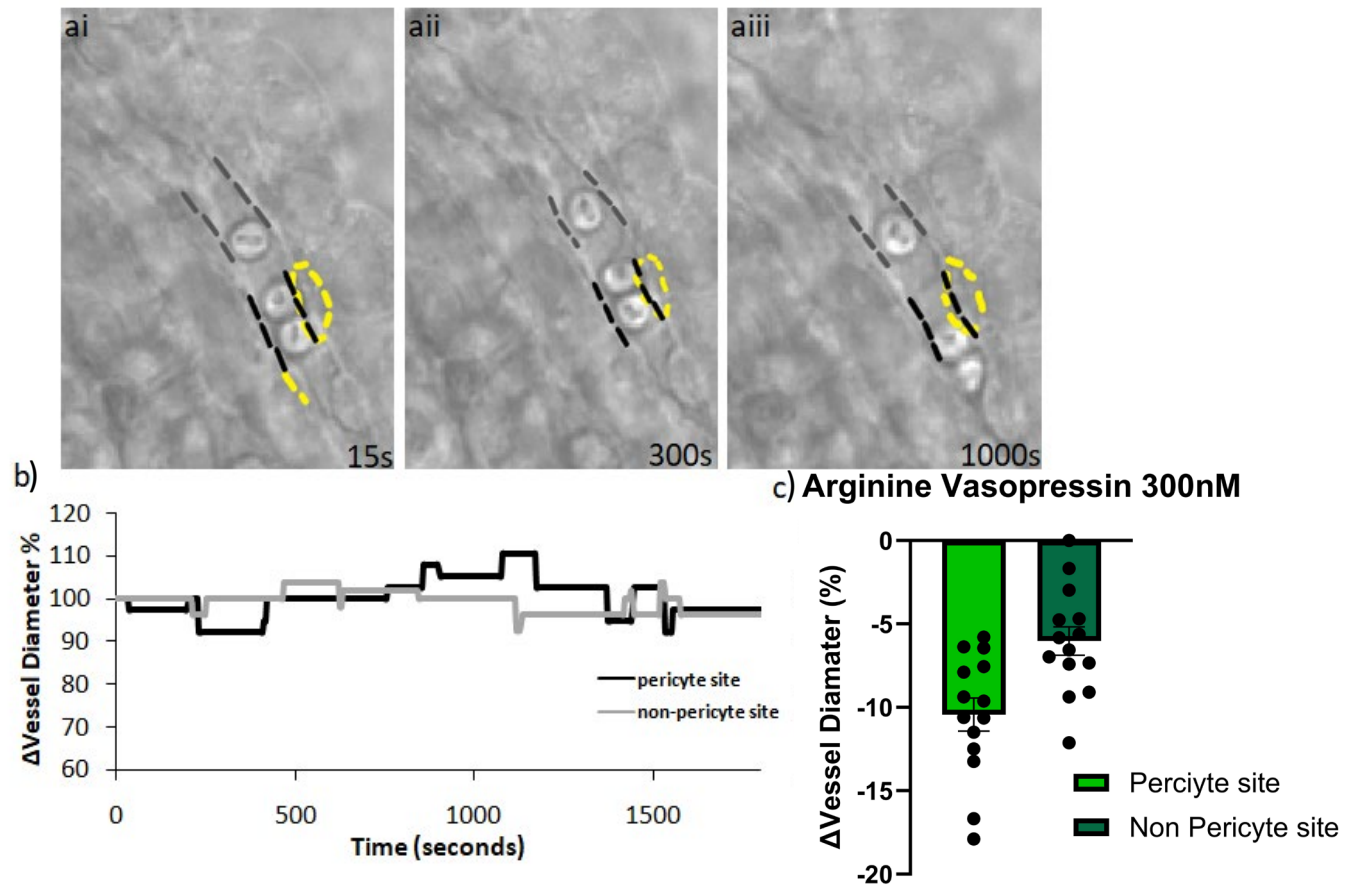 ai
aii
aiii
15s
300s
1000s
b)
c) Arginine Vasopressin 300nM
ΔVessel Diameter %
120
110
100
90
80
70
60
pericyte site
non-pericyte site
0
500
1000
1500
Time (seconds)
ΔVessel Diamater (%)
0
-5
-10
-15
-20
Perciyte site
Non Pericyte site